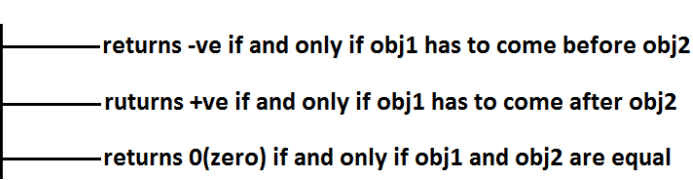 returns -ve if and only if obj1 has to come before obj2
ruturns +ve if and only if obj1 has to come after obj2
returns 0(zero) if and only if obj1 and obj2 are equal